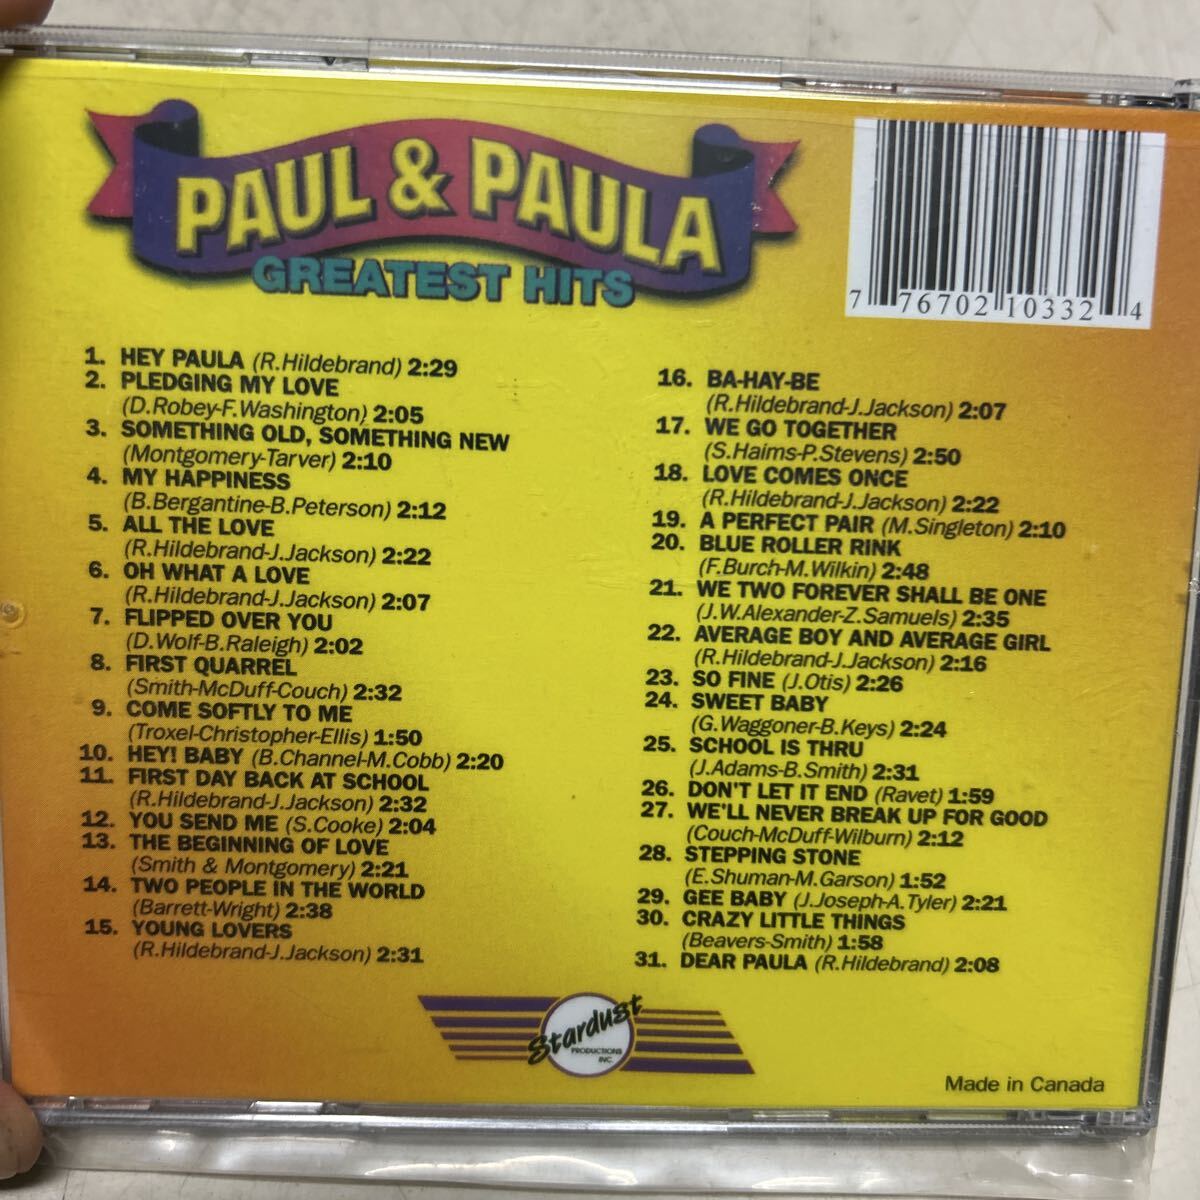 PAUL & PAULA
GREATEST HITS
7 76702 10332 4
1. HEY PAULA (R.Hildebrand) 2:29
2. PLEDGING MY LOVE
(D.Robey-F.Washington) 2:05
3. SOMETHING OLD, SOMETHING NEW
(Montgomery-Tarver) 2:10
4. MY HAPPINESS
(B.Bergantine-B.Peterson) 2:12
5. ALL THE LOVE
(R.Hildebrand-J.Jackson) 2:22
6. OH WHAT A LOVE
(R.Hildebrand-J.Jackson) 2:07
7. FLIPPED OVER YOU
(D.Wolf-B.Raleigh) 2:02
8. FIRST QUARREL
(Smith-McDuff-Couch) 2:32
9. COME SOFTLY TO ME
(Troxel-Christopher-Ellis) 1:50
10. HEY! BABY (B.Channel-M.Cobb) 2:20
11. FIRST DAY BACK AT SCHOOL
(R.Hildebrand-J.Jackson) 2:32
12. YOU SEND ME (S.Cooke) 2:04
13. THE BEGINNING OF LOVE
(Smith & Montgomery) 2:21
14. TWO PEOPLE IN THE WORLD
(Barrett-Wright) 2:38
15. YOUNG LOVERS
(R.Hildebrand-J.Jackson) 2:31
16. BA-HAY-BE
(R.Hildebrand-J.Jackson) 2:07
17. WE GO TOGETHER
(S.Haims-P.Stevens) 2:50
18. LOVE COMES ONCE
(R.Hildebrand-J.Jackson) 2:22
19. A PERFECT PAIR (M.Singleton) 2:10
20. BLUE ROLLER RINK
(F.Burch-M.Wilkin) 2:48
21. WE TWO FOREVER SHALL BE ONE
(J.W.Alexander-Z.Samuels) 2:35
22. AVERAGE BOY AND AVERAGE GIRL
(R.Hildebrand-J.Jackson) 2:16
23. SO FINE (J.Otis) 2:26
24. SWEET BABY
(G.Waggoner-B.Keys) 2:24
25. SCHOOL IS THRU
(J.Adams-B.Smith) 2:31
26. DON'T LET IT END (Ravet) 1:59
27. WE'LL NEVER BREAK UP FOR GOOD
(Couch-McDuff-Wilburn) 2:12
28. STEPPING STONE
(E.Shuman-M.Garson) 1:52
29. GEE BABY (J.Joseph-A.Tyler) 2:21
30. CRAZY LITTLE THINGS
(Beavers-Smith) 1:58
31. DEAR PAULA (R.Hildebrand) 2:08
Stardust
PRODUCTIONS
INC.
Made in Canada